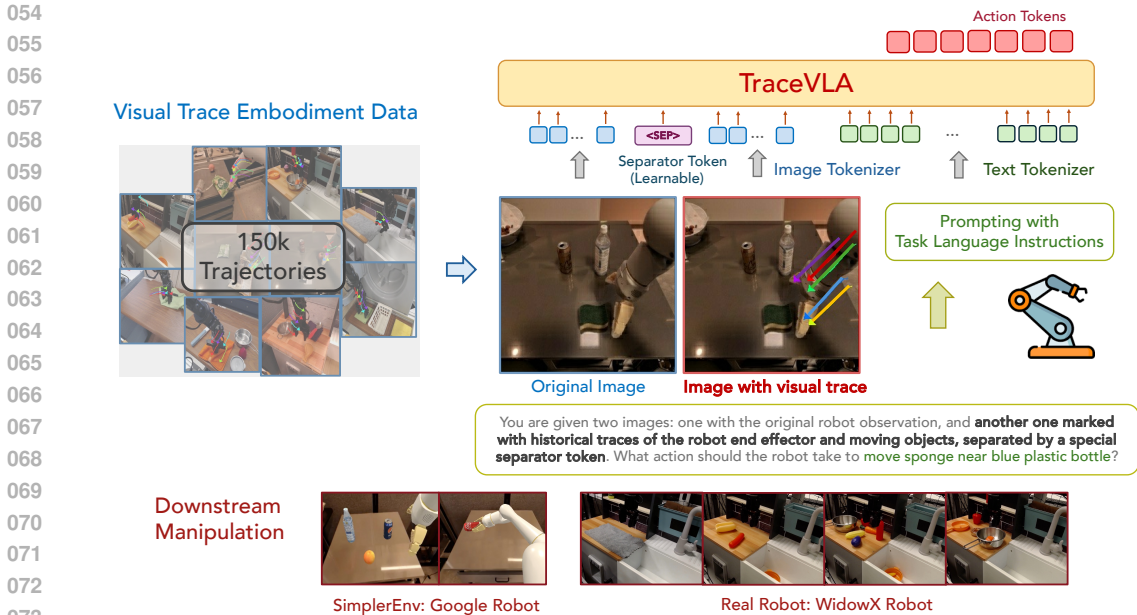 054
055
056
057
058
059
060
061
062
063
064
065
066
067
068
069
070
071
072
Action Tokens
TraceVLA
Visual Trace Embodiment Data
...
<SEP>
...
...
Separator Token
(Learnable)
Image Tokenizer
Text Tokenizer
150k
Trajectories
Prompting with
Task Language Instructions
Original Image
Image with visual trace
You are given two images: one with the original robot observation, and another one marked
with historical traces of the robot end effector and moving objects, separated by a special
separator token. What action should the robot take to move sponge near blue plastic bottle?
Downstream
Manipulation
SimplerEnv: Google Robot
Real Robot: WidowX Robot